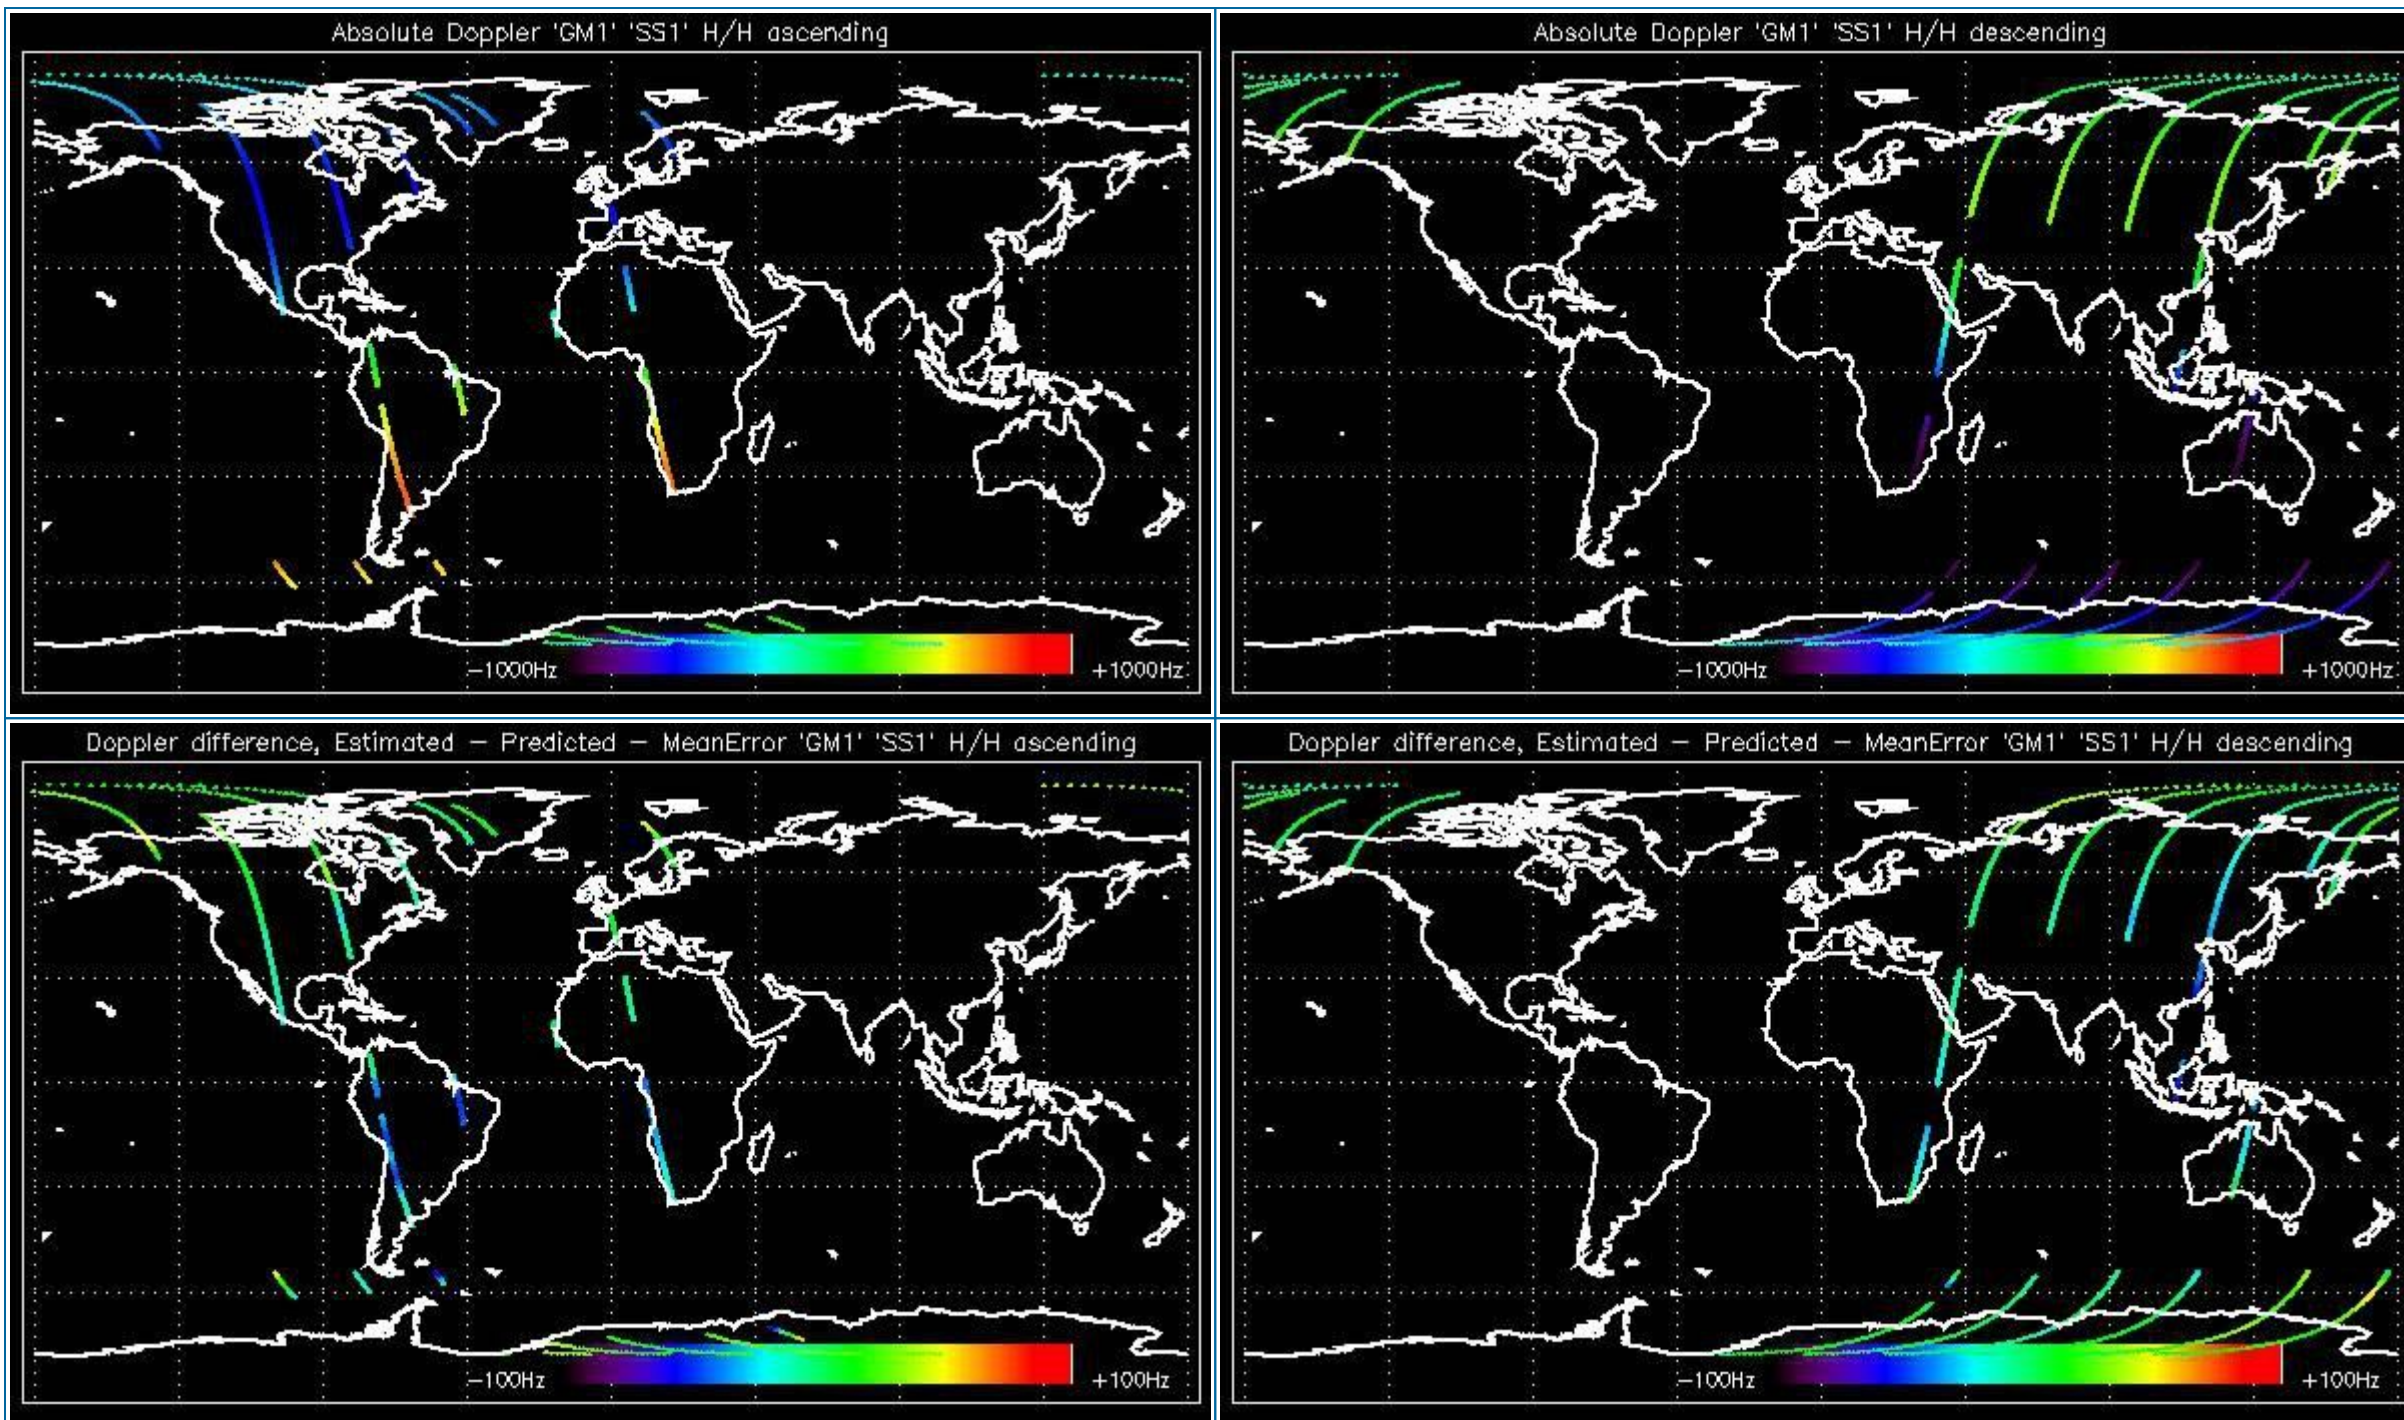 Absolute Doppler 'GM1' 'SS1' H/H ascending
-1000Hz +1000Hz
Absolute Doppler 'GM1' 'SS1' H/H descending
-1000Hz +1000Hz
Doppler difference, Estimated - Predicted - MeanError 'GM1' 'SS1' H/H ascending
-100Hz +100Hz
Doppler difference, Estimated - Predicted - MeanError 'GM1' 'SS1' H/H descending
-100Hz +100Hz